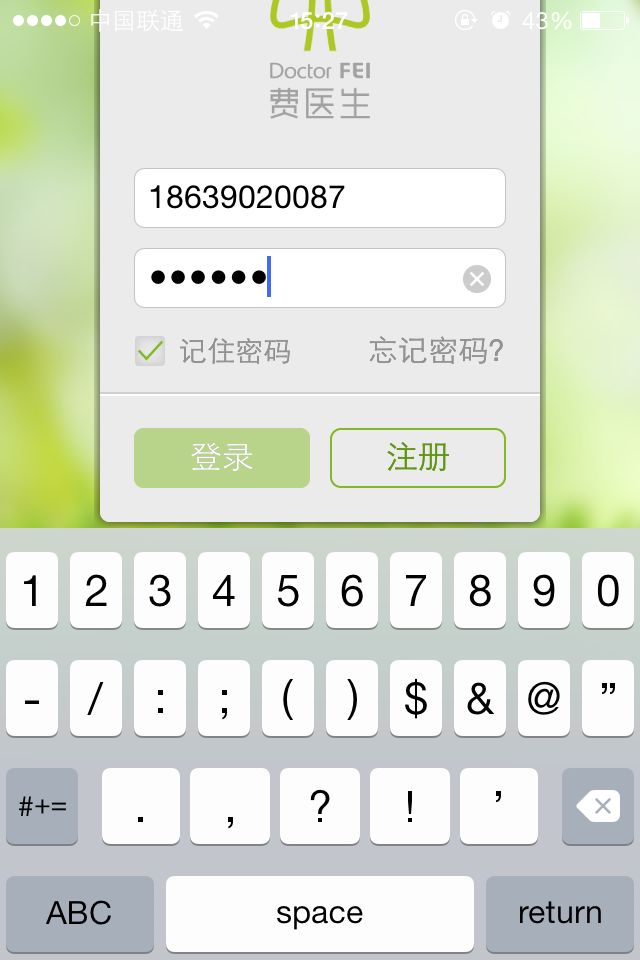 中国联通 15:27 43%
Doctor FEI
费医生
18639020087
••••••
记住密码 忘记密码?
登录 注册
1 2 3 4 5 6 7 8 9 0
- / : ; ( ) $ & @ ”
#+= . , ? ! ’
ABC space return